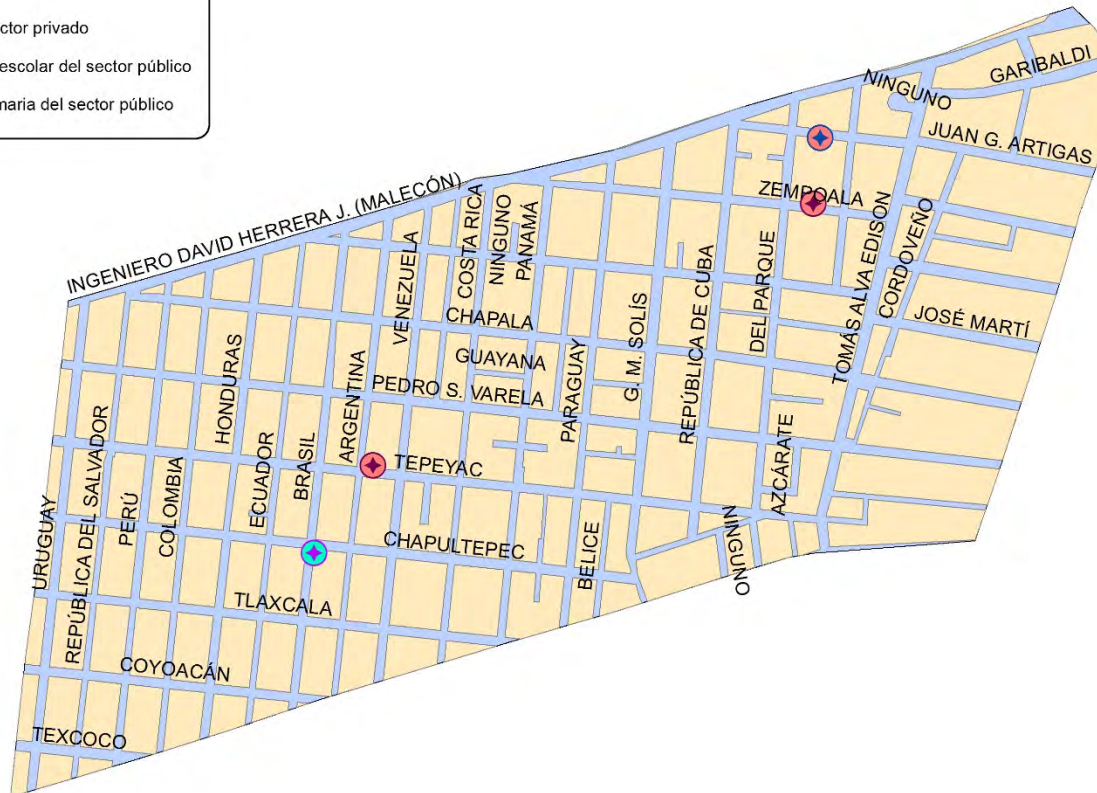 ctor privado
escolar del sector público
maria del sector público
GARIBALDI
NINGUNO
JUAN G. ARTIGAS
ZEMPOALA
INGENIERO DAVID HERRERA J. (MALECÓN)
COSTA RICA
NINGUNO
PANAMÁ
VENEZUELA
REPÚBLICA DE CUBA
DEL PARQUE
TOMÁS ALVA EDISON
CORDOVEÑO
JOSÉ MARTÍ
CHAPALA
GUAYANA
PEDRO S. VARELA
PARAGUAY
G. M. SOLÍS
HONDURAS
ARGENTINA
AZCÁRATE
URUGUAY
REPÚBLICA DEL SALVADOR
PERÚ
COLOMBIA
ECUADOR
BRASIL
TEPEYAC
CHAPULTEPEC
BELICE
NINGUNO
TLAXCALA
COYOACÁN
TEXCOCO